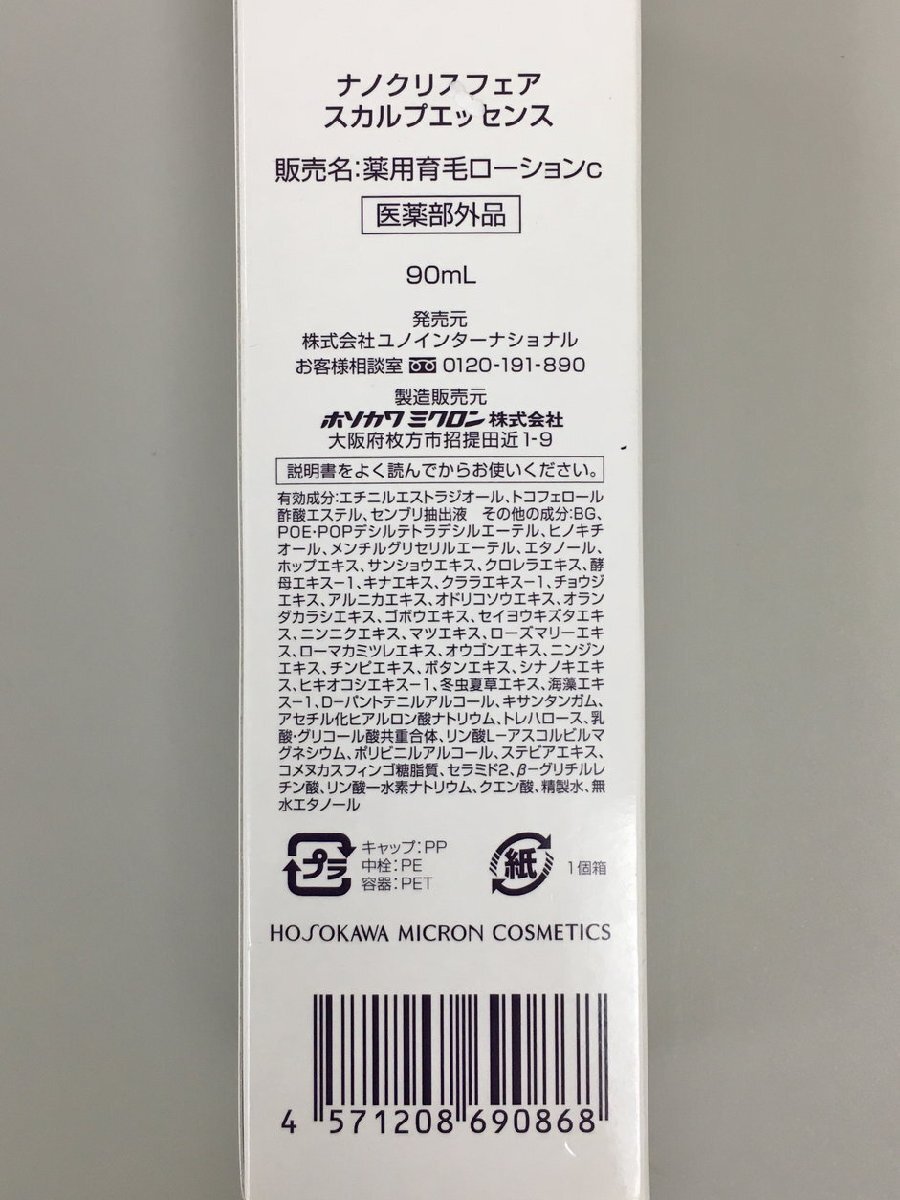 ナノクリスフェア
スカルプエッセンス
販売名:薬用育毛ローションc
医薬部外品
90mL
発売元
株式会社ユノインターナショナル
お客様相談室 0120-191-890
製造販売元
ホソカワミクロン株式会社
大阪府枚方市招提田近1-9
説明書をよく読んでからお使いください。
有効成分:エチニルエストラジオール、トコフェロール
酢酸エステル、センブリ抽出液 その他の成分:BG、
POE・POPデシルテトラデシルエーテル、ヒノキチ
オール、メンチルグリセリルエーテル、エタノール、
ホップエキス、サンショウエキス、クロレラエキス、酵
母エキス-1、キナエキス、クララエキス-1、チョウジ
エキス、アルニカエキス、オドリコソウエキス、オラン
ダカラシエキス、ゴボウエキス、セイヨウキズタエキ
ス、ニンニクエキス、マツエキス、ローズマリーエキ
ス、ローマカミツレエキス、オウゴンエキス、ニンジン
エキス、チンピエキス、ボタンエキス、シナノキエキ
ス、ヒキオコシエキス-1、冬虫夏草エキス、海藻エキ
ス-1、D-パントテニルアルコール、キサンタンガム、
アセチル化ヒアルロン酸ナトリウム、トレハロース、乳
酸・グリコール酸共重合体、リン酸L-アスコルビルマ
グネシウム、ポリビニルアルコール、ステビアエキス、
コメヌカスフィンゴ糖脂質、セラミド2、β-グリチルレ
チン酸、リン酸一水素ナトリウム、クエン酸、精製水、無
水エタノール
プラ
キャップ:PP
中栓:PE
容器:PET
紙
1個箱
HOSOKAWA MICRON COSMETICS
4 571208 690868